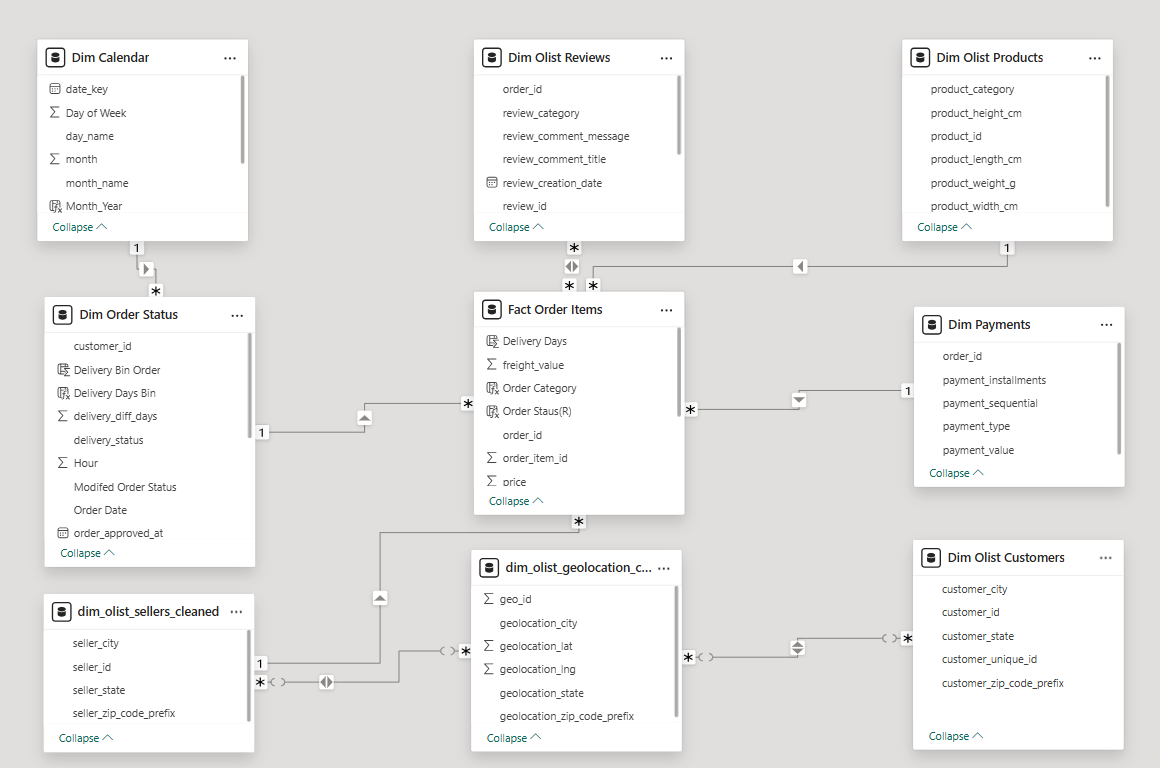 Dim Calendar
date_key
Day of Week
day_name
month
month_name
Month_Year
Collapse
1
*
Dim Olist Reviews
order_id
review_category
review_comment_message
review_comment_title
review_creation_date
review_id
Collapse
*
*
*
Dim Olist Products
product_category
product_height_cm
product_id
product_length_cm
product_weight_g
product_width_cm
Collapse
1
Dim Order Status
customer_id
Delivery Bin Order
Delivery Days Bin
delivery_diff_days
delivery_status
Hour
Modifed Order Status
Order Date
order_approved_at
Collapse
1
*
Fact Order Items
Delivery Days
freight_value
Order Category
Order Staus(R)
order_id
order_item_id
price
Collapse
*
*
Dim Payments
order_id
payment_installments
payment_sequential
payment_type
payment_value
Collapse
1
dim_olist_sellers_cleaned
seller_city
seller_id
seller_state
seller_zip_code_prefix
Collapse
1
*
dim_olist_geolocation_c...
geo_id
geolocation_city
geolocation_lat
geolocation_lng
geolocation_state
geolocation_zip_code_prefix
Collapse
*
*
Dim Olist Customers
customer_city
customer_id
customer_state
customer_unique_id
customer_zip_code_prefix
Collapse
*